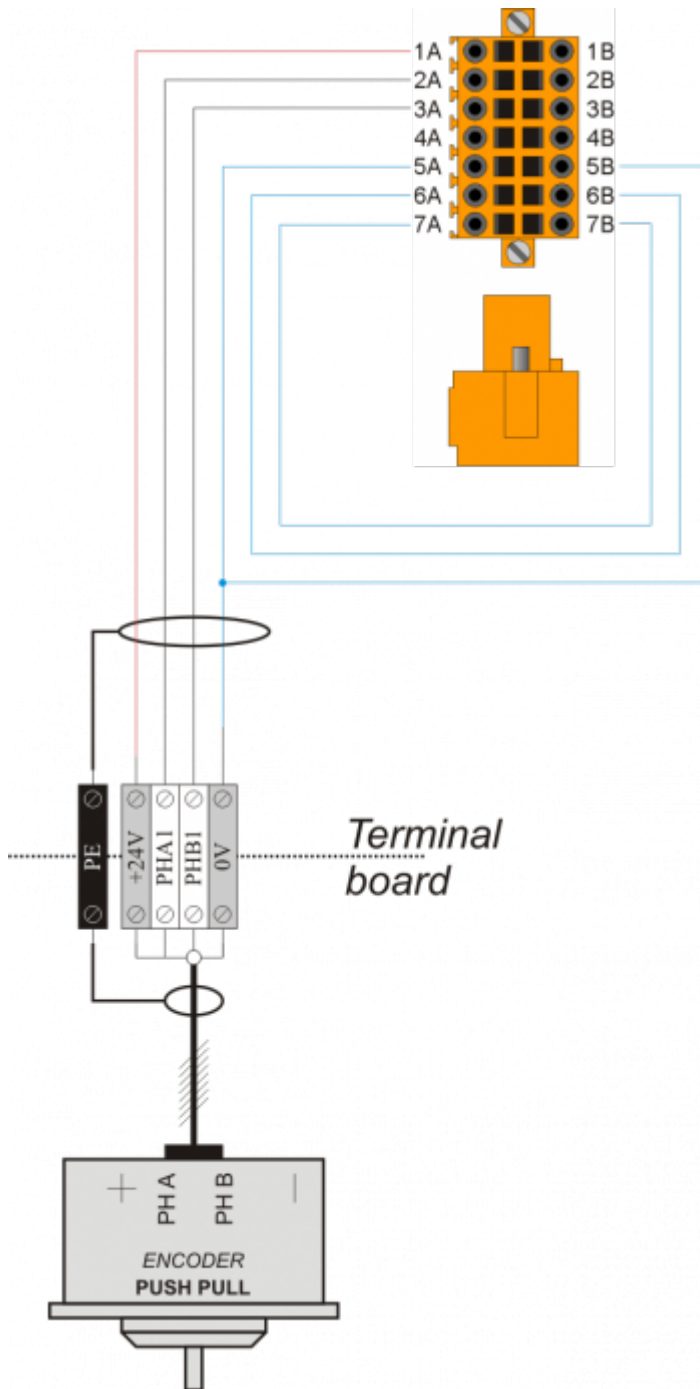 1A 1B
2A 2B
3A 3B
4A 4B
5A 5B
6A 6B
7A 7B
PE
+24V
PHA1
PHB1
0V
Terminal
board
+
PH A
PH B
−
ENCODER
PUSH PULL